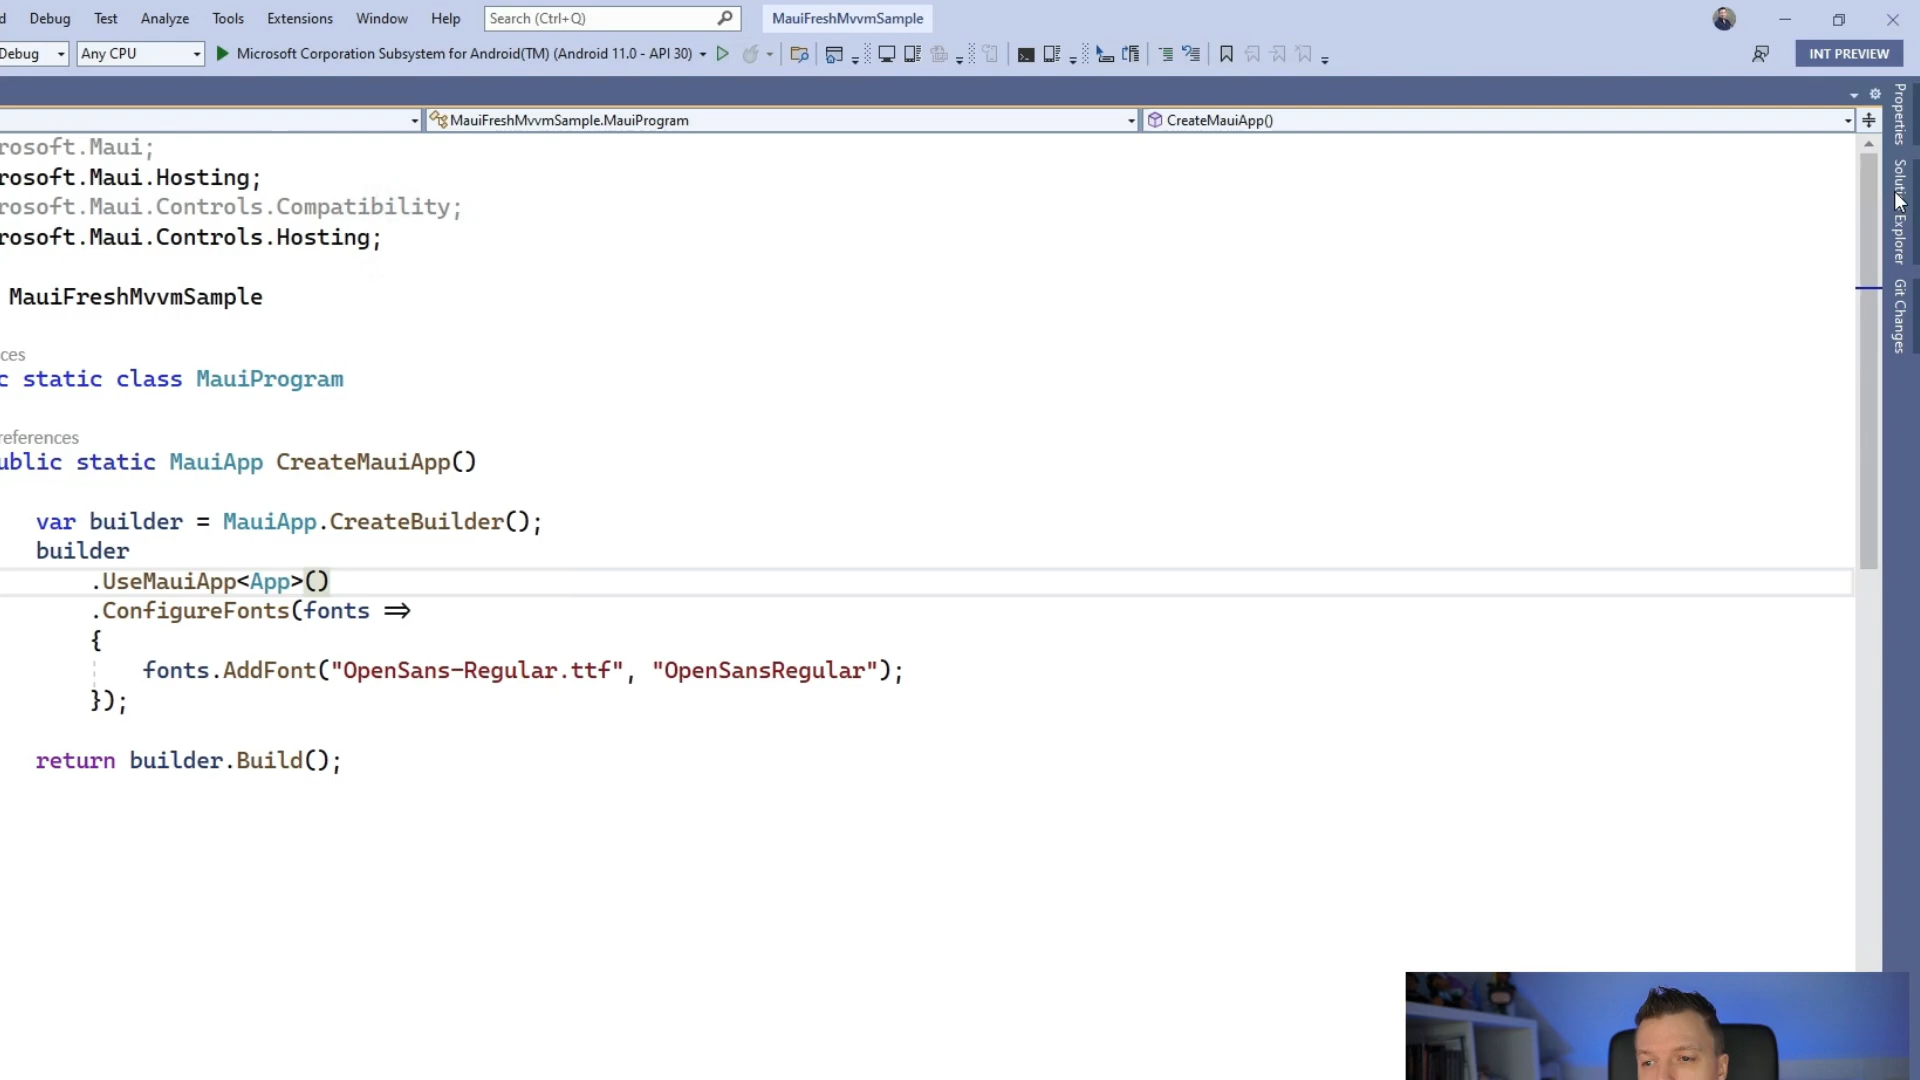 d Debug Test Analyze Tools Extensions Window Help Search (Ctrl+Q) MauiFreshMvvmSample
Debug Any CPU Microsoft Corporation Subsystem for Android(TM) (Android 11.0 - API 30) INT PREVIEW
MauiFreshMvvmSample.MauiProgram CreateMauiApp()
Properties
Solution Explorer
Git Changes
rosoft.Maui;
rosoft.Maui.Hosting;
rosoft.Maui.Controls.Compatibility;
rosoft.Maui.Controls.Hosting;
MauiFreshMvvmSample
ces
c static class MauiProgram
references
ublic static MauiApp CreateMauiApp()
var builder = MauiApp.CreateBuilder();
builder
.UseMauiApp<App>()
.ConfigureFonts(fonts =>
{
fonts.AddFont("OpenSans-Regular.ttf", "OpenSansRegular");
});
return builder.Build();